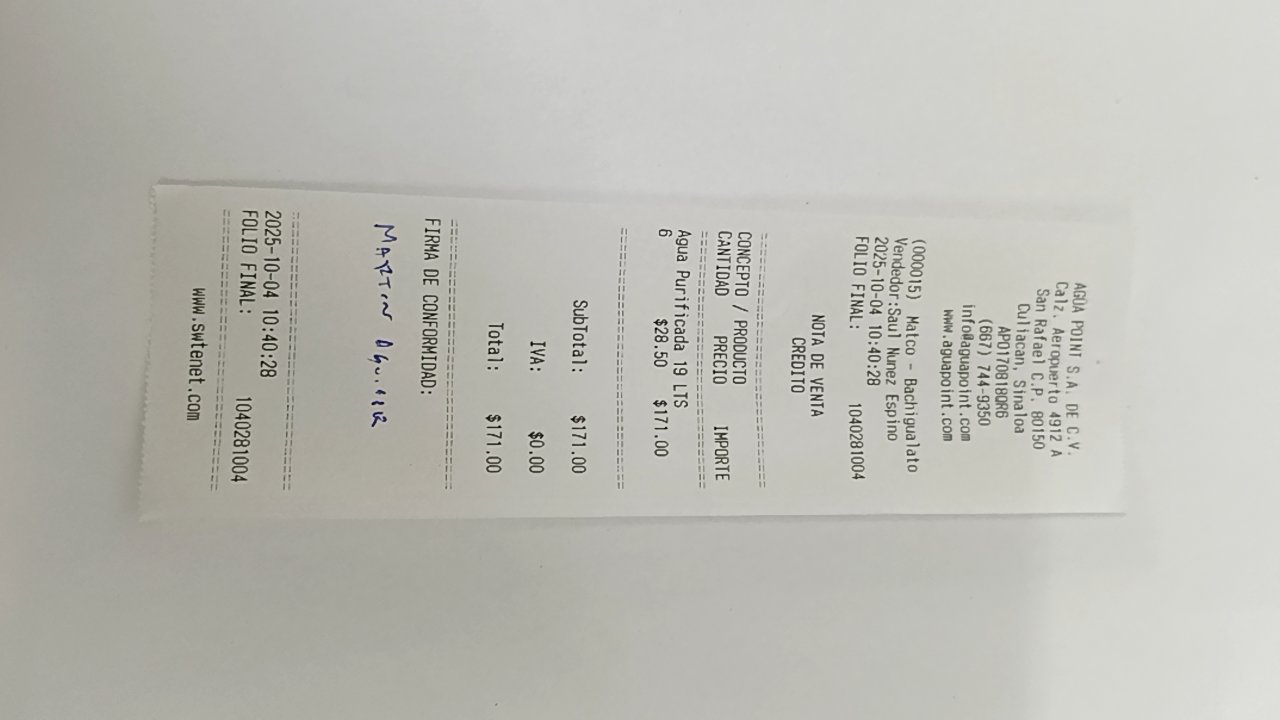 AGUA POINT S.A. DE C.V.
Calz. Aeropuerto 4912 A
San Rafael C.P. 80150
Culiacan, Sinaloa
APO170818QR6
(667) 744-9350
info@aguapoint.com
www.aguapoint.com
(000015) Matco - Bachigualato
Vendedor:Saul Nunez Espino
2025-10-04 10:40:28
FOLIO FINAL: 1040281004
NOTA DE VENTA
CREDITO
CONCEPTO / PRODUCTO
CANTIDAD PRECIO IMPORTE
Agua Purificada 19 LTS
6 $28.50 $171.00
SubTotal: $171.00
IVA: $0.00
Total: $171.00
FIRMA DE CONFORMIDAD:
MARTIN AGUILAR
2025-10-04 10:40:28
FOLIO FINAL: 1040281004
www.swtenet.com